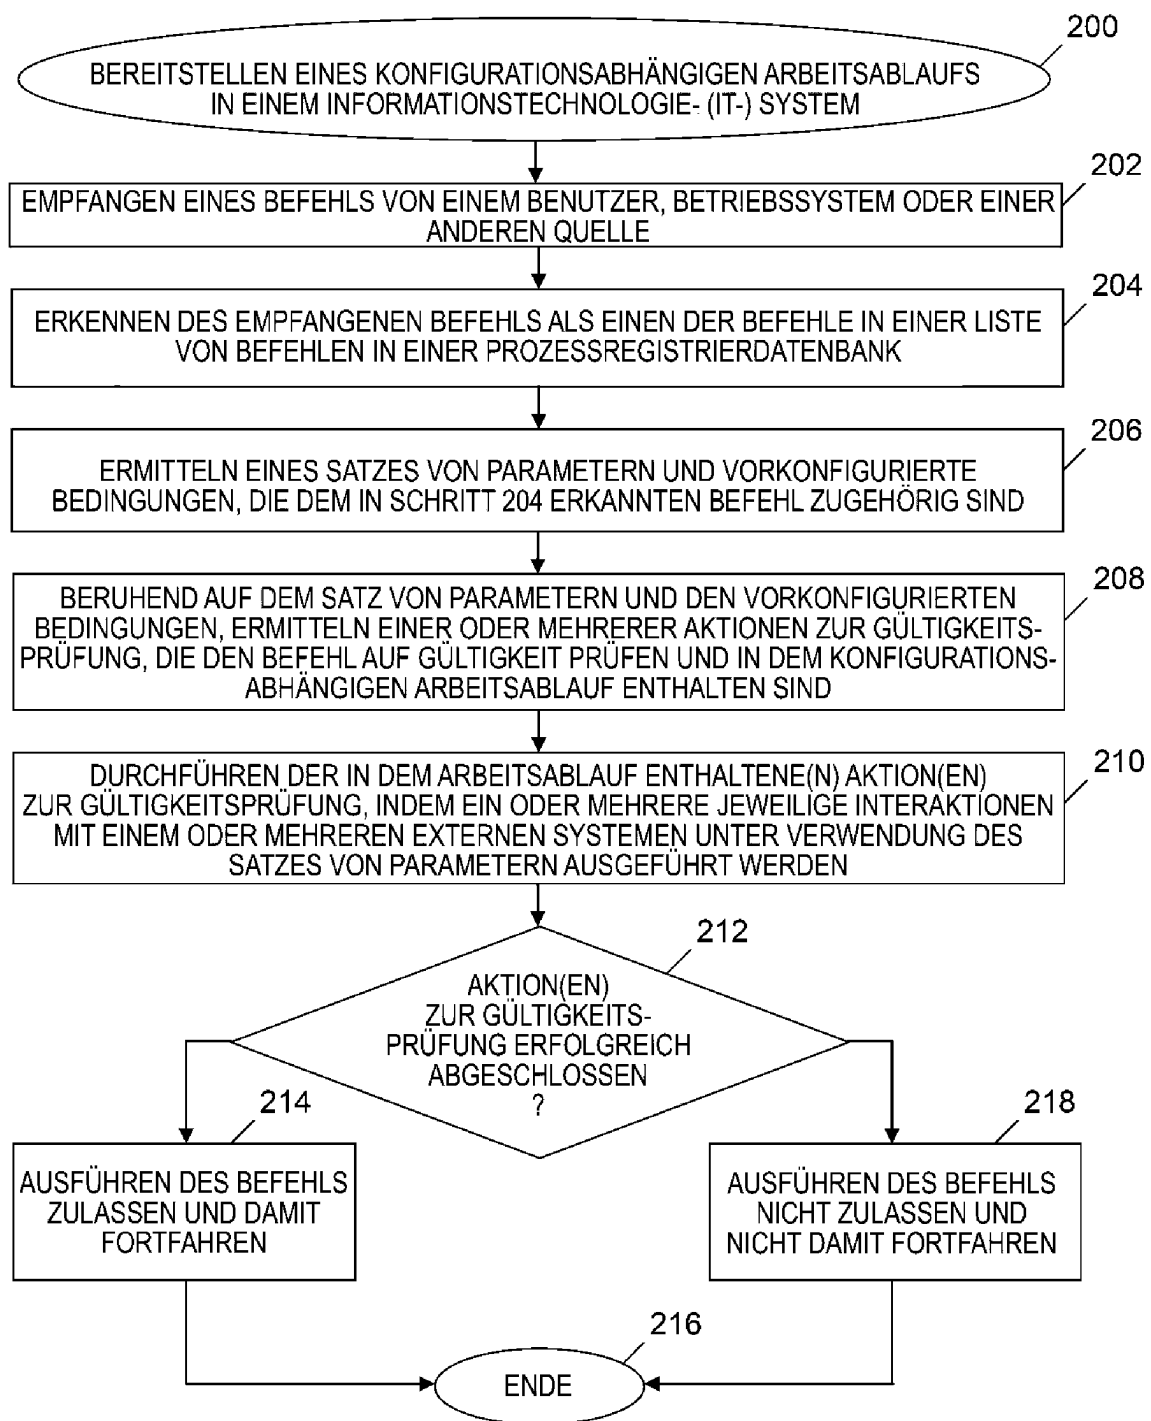 200
BEREITSTELLEN EINES KONFIGURATIONSABHÄNGIGEN ARBEITSABLAUFS
IN EINEM INFORMATIONSTECHNOLOGIE- (IT-) SYSTEM
202
EMPFANGEN EINES BEFEHLS VON EINEM BENUTZER, BETRIEBSSYSTEM ODER EINER
ANDEREN QUELLE
204
ERKENNEN DES EMPFANGENEN BEFEHLS ALS EINEN DER BEFEHLE IN EINER LISTE
VON BEFEHLEN IN EINER PROZESSREGISTRIERDATENBANK
206
ERMITTELN EINES SATZES VON PARAMETERN UND VORKONFIGURIERTE
BEDINGUNGEN, DIE DEM IN SCHRITT 204 ERKANNTEN BEFEHL ZUGEHÖRIG SIND
208
BERUHEND AUF DEM SATZ VON PARAMETERN UND DEN VORKONFIGURIERTEN
BEDINGUNGEN, ERMITTELN EINER ODER MEHRERER AKTIONEN ZUR GÜLTIGKEITS-
PRÜFUNG, DIE DEN BEFEHL AUF GÜLTIGKEIT PRÜFEN UND IN DEM KONFIGURATIONS-
ABHÄNGIGEN ARBEITSABLAUF ENTHALTEN SIND
210
DURCHFÜHREN DER IN DEM ARBEITSABLAUF ENTHALTENE(N) AKTION(EN)
ZUR GÜLTIGKEITSPRÜFUNG, INDEM EIN ODER MEHRERE JEWEILIGE INTERAKTIONEN
MIT EINEM ODER MEHREREN EXTERNEN SYSTEMEN UNTER VERWENDUNG DES
SATZES VON PARAMETERN AUSGEFÜHRT WERDEN
212
AKTION(EN)
ZUR GÜLTIGKEITS-
PRÜFUNG ERFOLGREICH
ABGESCHLOSSEN
?
214
AUSFÜHREN DES BEFEHLS
ZULASSEN UND DAMIT
FORTFAHREN
218
AUSFÜHREN DES BEFEHLS
NICHT ZULASSEN UND
NICHT DAMIT FORTFAHREN
216
ENDE